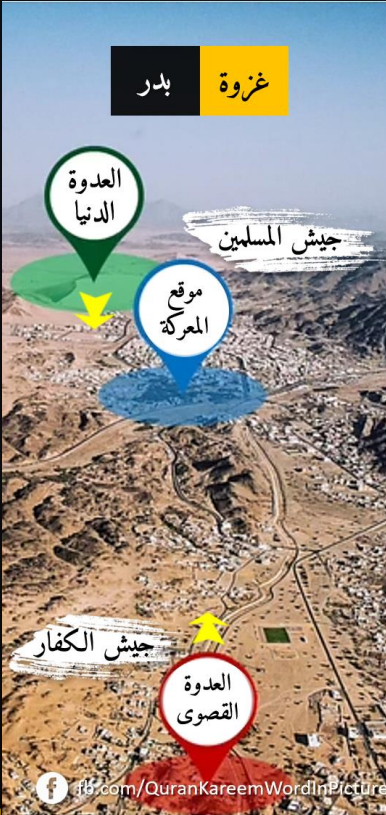 غزوة بدر
العدوة
الدنيا
جيش المسلمين
موقع
المعركة
جيش الكفار
العدوة
القصوى
fb.com/QuranKareemWordInPicture